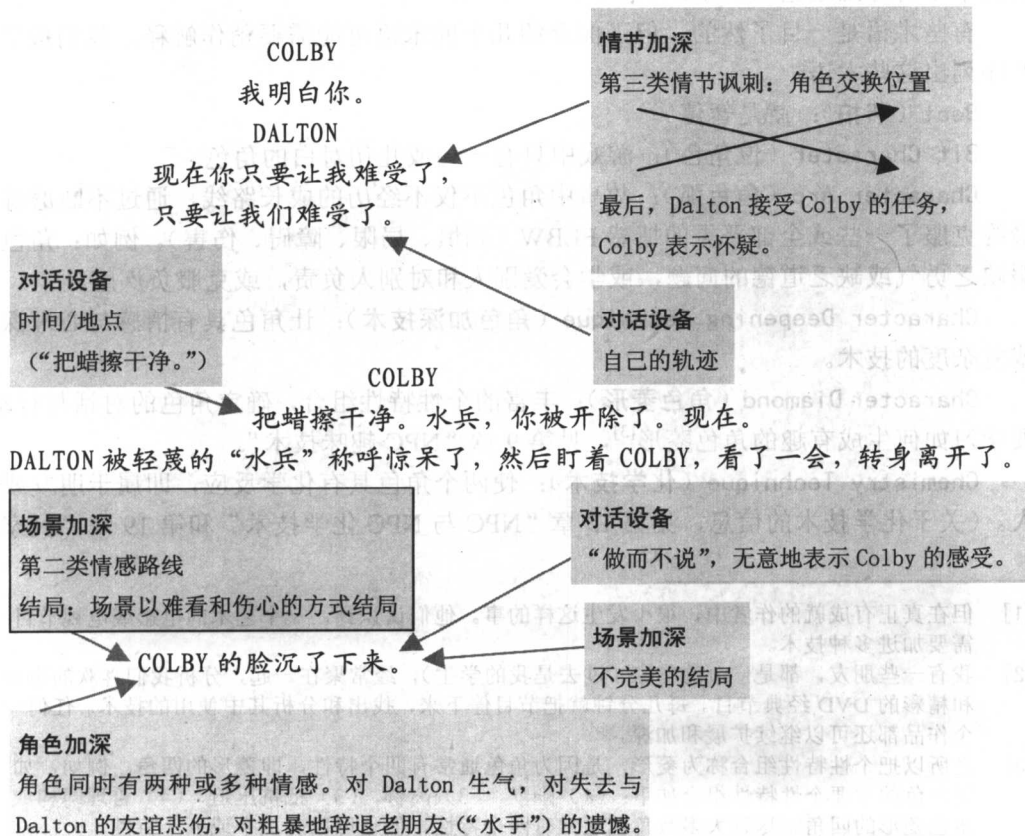 COLBY
我明白你。
DALTON
现在你只要让我难受了，
只要让我们难受了。
情节加深
第三类情节讽刺：角色交换位置
最后，Dalton 接受 Colby 的任务，
Colby 表示怀疑。
对话设备
时间/地点
（“把蜡擦干净。”）
对话设备
自己的轨迹
COLBY
把蜡擦干净。水兵，你被开除了。现在。
DALTON 被轻蔑的“水兵”称呼惊呆了，然后盯着 COLBY，看了一会，转身离开了。
场景加深
第二类情感路线
结局：场景以难看和伤心的方式结局
对话设备
“做而不说”，无意地表示 Colby 的感受。
场景加深
不完美的结局
COLBY 的脸沉了下来。
角色加深
角色同时有两种或多种情感。对 Dalton 生气，对失去与
Dalton 的友谊悲伤，对粗暴地辞退老朋友（“水手”）的遗憾。